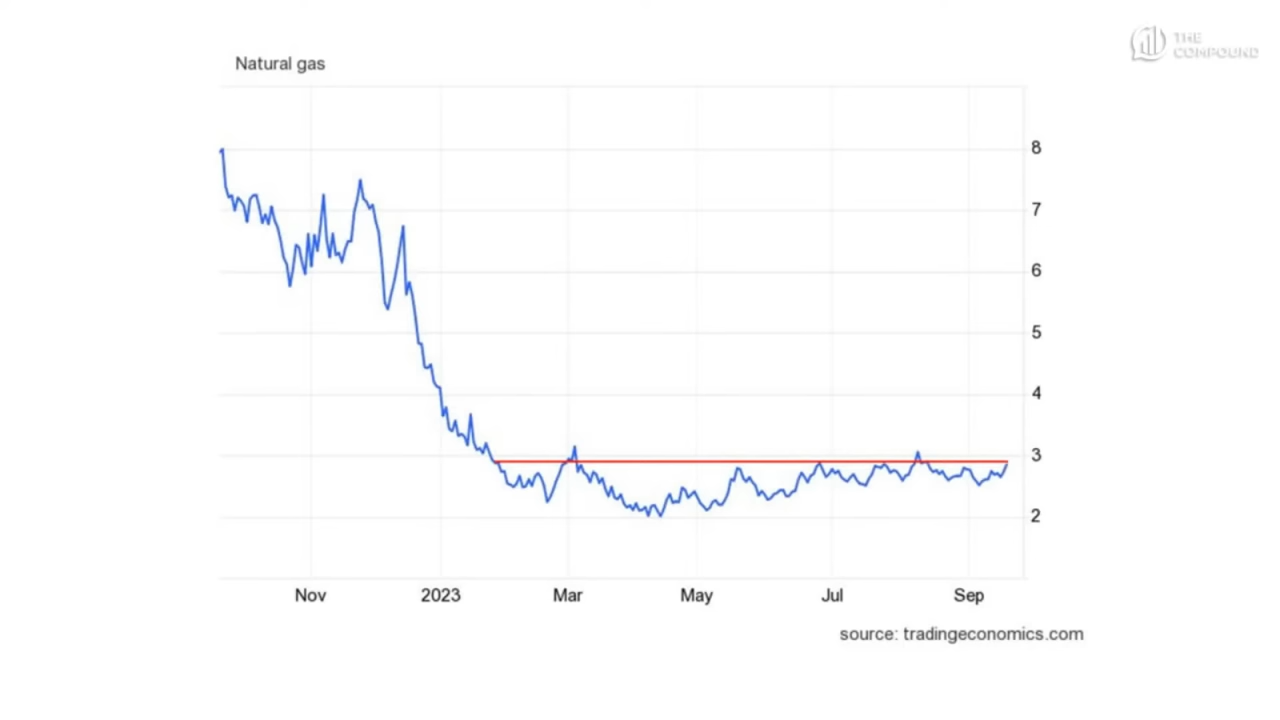 THE
COMPOUND
Natural gas
8
7
6
5
4
3
2
Nov 2023 Mar May Jul Sep
source: tradingeconomics.com